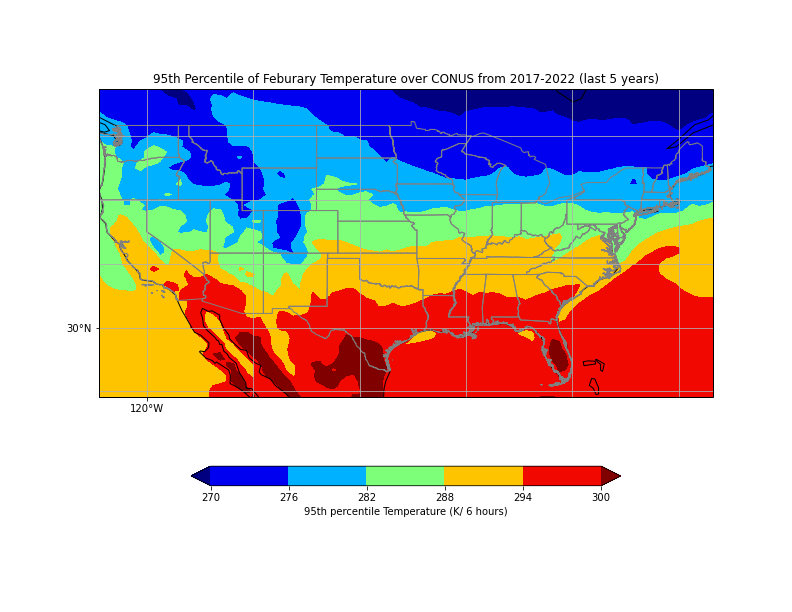 95th Percentile of Feburary Temperature over CONUS from 2017-2022 (last 5 years)
30°N
120°W
270 276 282 288 294 300
95th percentile Temperature (K/ 6 hours)